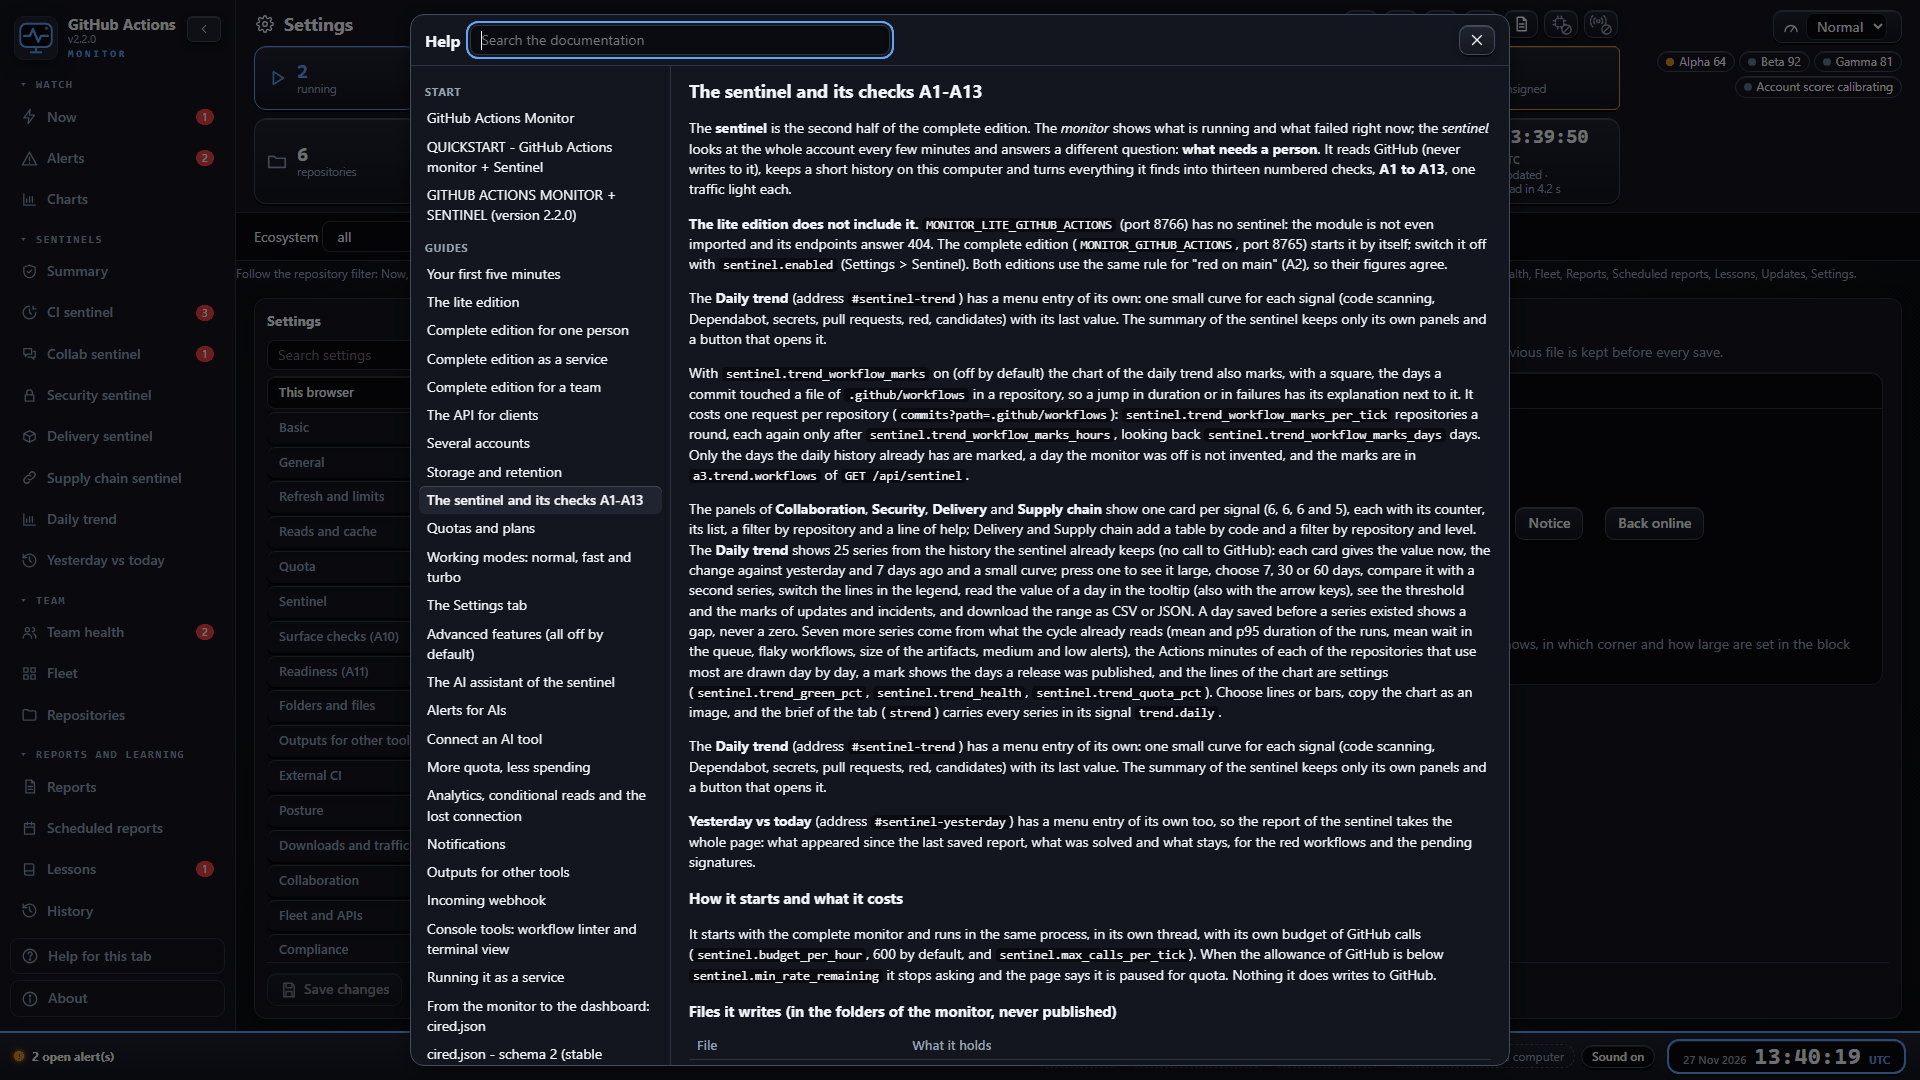 GitHub Actions
v2.2.0
MONITOR
WATCH
Now 1
Alerts 2
Charts
SENTINELS
Summary
CI sentinel 3
Collab sentinel 1
Security sentinel
Delivery sentinel
Supply chain sentinel
Daily trend
Yesterday vs today
TEAM
Team health 2
Fleet
Repositories
REPORTS AND LEARNING
Reports
Scheduled reports
Lessons 1
History
Help for this tab
About
2 open alert(s)
Settings
2
running
6
repositories
Ecosystem all
Follow the repository filter: Now,
Settings
Search settings
This browser
Basic
General
Refresh and limits
Reads and cache
Quota
Sentinel
Surface checks (A10)
Readiness (A11)
Folders and files
Outputs for other tool
External CI
Posture
Downloads and traffic
Collaboration
Fleet and APIs
Compliance
Save changes
Help
Search the documentation
START
GitHub Actions Monitor
QUICKSTART - GitHub Actions
monitor + Sentinel
GITHUB ACTIONS MONITOR +
SENTINEL (version 2.2.0)
GUIDES
Your first five minutes
The lite edition
Complete edition for one person
Complete edition as a service
Complete edition for a team
The API for clients
Several accounts
Storage and retention
The sentinel and its checks A1-A13
Quotas and plans
Working modes: normal, fast and
turbo
The Settings tab
Advanced features (all off by
default)
The AI assistant of the sentinel
Alerts for AIs
Connect an AI tool
More quota, less spending
Analytics, conditional reads and the
lost connection
Notifications
Outputs for other tools
Incoming webhook
Console tools: workflow linter and
terminal view
Running it as a service
From the monitor to the dashboard:
cired.json
cired.json - schema 2 (stable
The sentinel and its checks A1-A13
The sentinel is the second half of the complete edition. The monitor shows what is running and what failed right now; the sentinel
looks at the whole account every few minutes and answers a different question: what needs a person. It reads GitHub (never
writes to it), keeps a short history on this computer and turns everything it finds into thirteen numbered checks, A1 to A13, one
traffic light each.
The lite edition does not include it. MONITOR_LITE_GITHUB_ACTIONS (port 8766) has no sentinel: the module is not even
imported and its endpoints answer 404. The complete edition ( MONITOR_GITHUB_ACTIONS , port 8765) starts it by itself; switch it off
with sentinel.enabled (Settings > Sentinel). Both editions use the same rule for "red on main" (A2), so their figures agree.
The Daily trend (address #sentinel-trend ) has a menu entry of its own: one small curve for each signal (code scanning,
Dependabot, secrets, pull requests, red, candidates) with its last value. The summary of the sentinel keeps only its own panels and
a button that opens it.
With sentinel.trend_workflow_marks on (off by default) the chart of the daily trend also marks, with a square, the days a
commit touched a file of .github/workflows in a repository, so a jump in duration or in failures has its explanation next to it. It
costs one request per repository ( commits?path=.github/workflows ): sentinel.trend_workflow_marks_per_tick repositories a
round, each again only after sentinel.trend_workflow_marks_hours , looking back sentinel.trend_workflow_marks_days days.
Only the days the daily history already has are marked, a day the monitor was off is not invented, and the marks are in
a3.trend.workflows of GET /api/sentinel .
The panels of Collaboration, Security, Delivery and Supply chain show one card per signal (6, 6, 6 and 5), each with its counter,
its list, a filter by repository and a line of help; Delivery and Supply chain add a table by code and a filter by repository and level.
The Daily trend shows 25 series from the history the sentinel already keeps (no call to GitHub): each card gives the value now, the
change against yesterday and 7 days ago and a small curve; press one to see it large, choose 7, 30 or 60 days, compare it with a
second series, switch the lines in the legend, read the value of a day in the tooltip (also with the arrow keys), see the threshold
and the marks of updates and incidents, and download the range as CSV or JSON. A day saved before a series existed shows a
gap, never a zero. Seven more series come from what the cycle already reads (mean and p95 duration of the runs, mean wait in
the queue, flaky workflows, size of the artifacts, medium and low alerts), the Actions minutes of each of the repositories that use
most are drawn day by day, a mark shows the days a release was published, and the lines of the chart are settings
( sentinel.trend_green_pct , sentinel.trend_health , sentinel.trend_quota_pct ). Choose lines or bars, copy the chart as an
image, and the brief of the tab ( strend ) carries every series in its signal trend.daily .
The Daily trend (address #sentinel-trend ) has a menu entry of its own: one small curve for each signal (code scanning,
Dependabot, secrets, pull requests, red, candidates) with its last value. The summary of the sentinel keeps only its own panels and
a button that opens it.
Yesterday vs today (address #sentinel-yesterday ) has a menu entry of its own too, so the report of the sentinel takes the
whole page: what appeared since the last saved report, what was solved and what stays, for the red workflows and the pending
signatures.
How it starts and what it costs
It starts with the complete monitor and runs in the same process, in its own thread, with its own budget of GitHub calls
( sentinel.budget_per_hour , 600 by default, and sentinel.max_calls_per_tick ). When the allowance of GitHub is below
sentinel.min_rate_remaining it stops asking and the page says it is paused for quota. Nothing it does writes to GitHub.
Files it writes (in the folders of the monitor, never published)
File What it holds
Normal
Alpha 64 Beta 92 Gamma 81
Account score: calibrating
signed
3:39:50
TC
dated ·
ad in 4.2 s
alth, Fleet, Reports, Scheduled reports, Lessons, Updates, Settings.
vious file is kept before every save.
Notice Back online
ows, in which corner and how large are set in the block
computer Sound on 27 Nov 2026 13:40:19 UTC